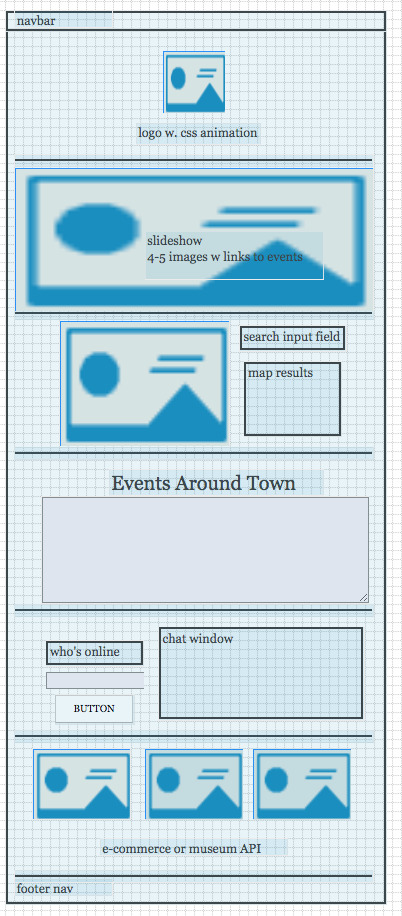 navbar
logo w. css animation
slideshow
4-5 images w links to events
search input field
map results
Events Around Town
who's online
chat window
BUTTON
e-commerce or museum API
footer nav